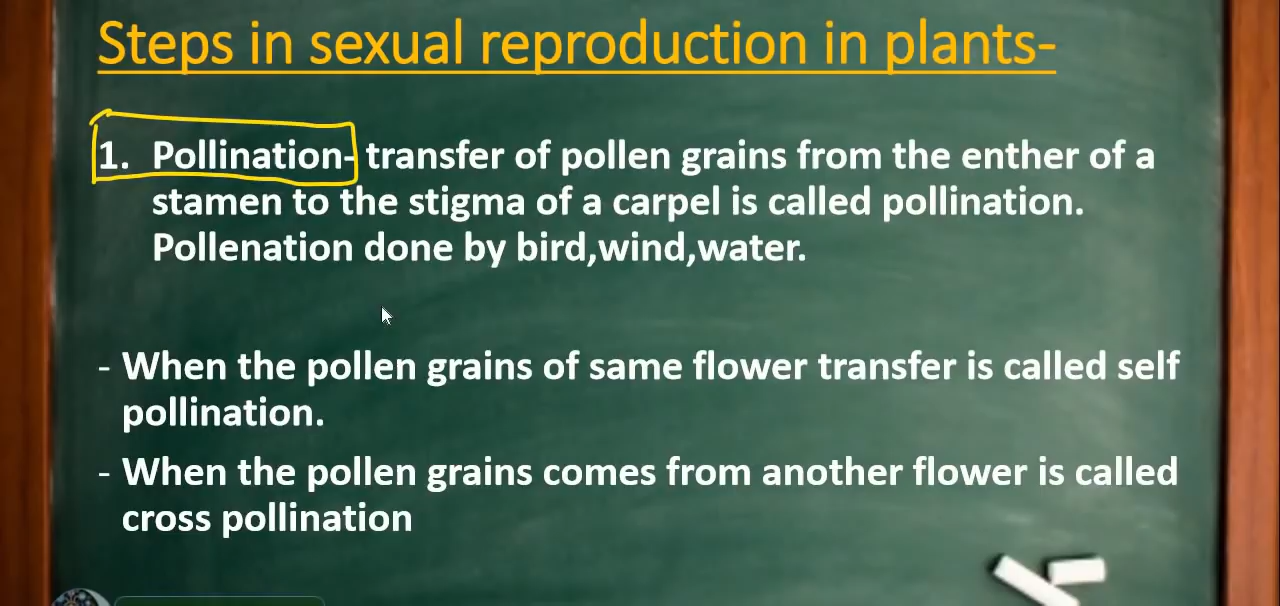 Steps in sexual reproduction in plants-
1. Pollination- transfer of pollen grains from the enther of a
stamen to the stigma of a carpel is called pollination.
Pollenation done by bird,wind,water.
- When the pollen grains of same flower transfer is called self
pollination.
- When the pollen grains comes from another flower is called
cross pollination